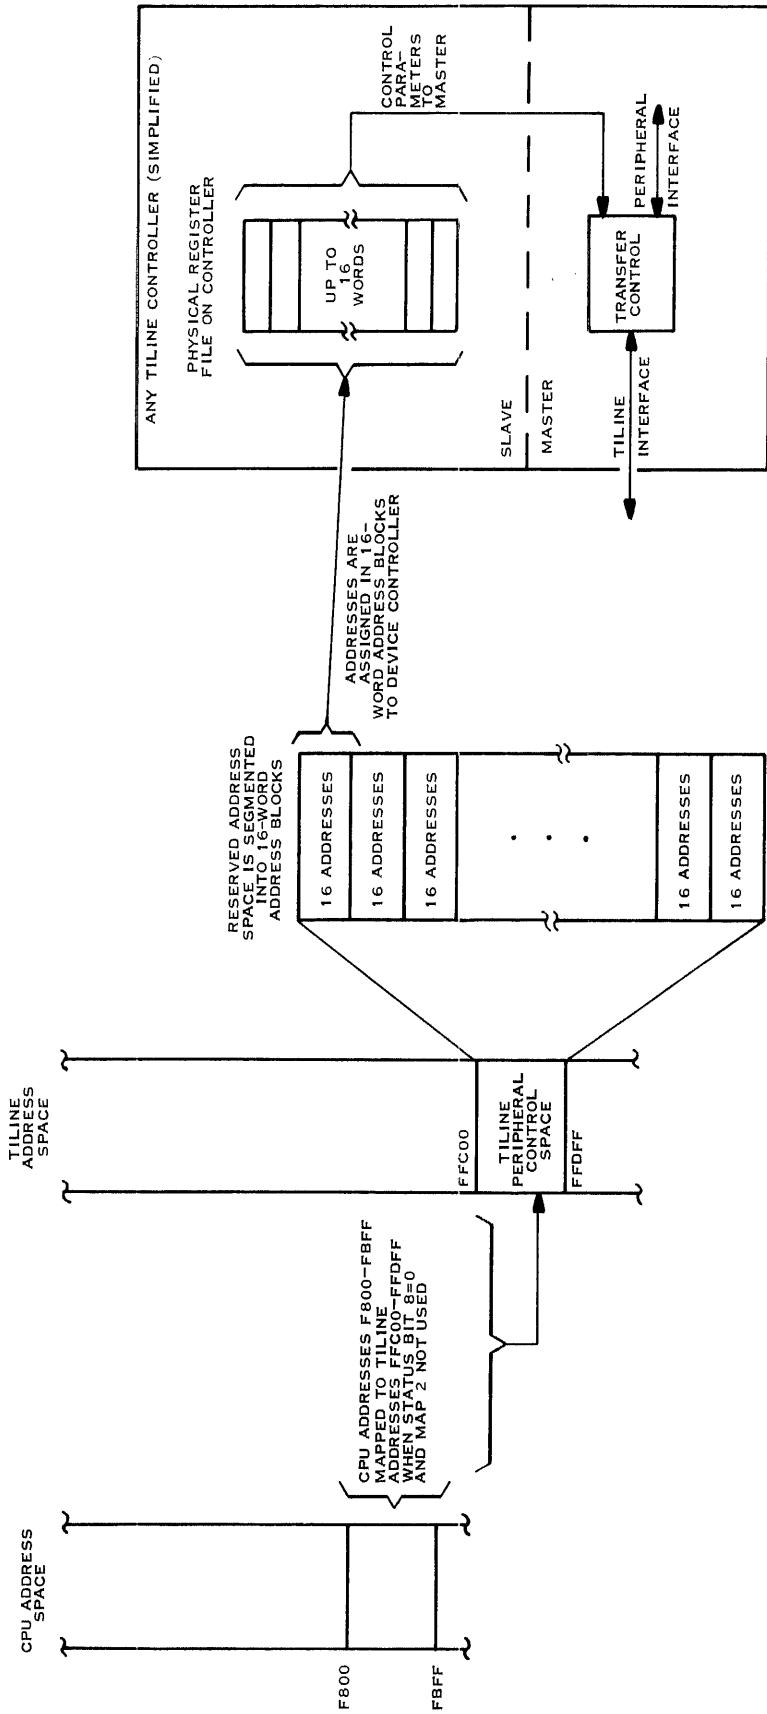 CPU ADDRESS
SPACE
F800
FBFF
CPU ADDRESSES F800-FBFF
MAPPED TO TILINE
ADDRESSES FFC00-FFDFF
WHEN STATUS BIT 8=0
AND MAP 2 NOT USED
TILINE
ADDRESS
SPACE
FFC00
TILINE
PERIPHERAL
CONTROL
SPACE
FFDFF
RESERVED ADDRESS
SPACE IS SEGMENTED
INTO 16-WORD
ADDRESS BLOCKS
16 ADDRESSES
16 ADDRESSES
16 ADDRESSES
16 ADDRESSES
16 ADDRESSES
ADDRESSES ARE
ASSIGNED IN 16-
WORD ADDRESS BLOCKS
TO DEVICE CONTROLLER
ANY TILINE CONTROLLER (SIMPLIFIED)
PHYSICAL REGISTER
FILE ON CONTROLLER
UP TO
16
WORDS
CONTROL
PARA-
METERS
TO
MASTER
SLAVE
MASTER
TILINE
INTERFACE
TRANSFER
CONTROL
PERIPHERAL
INTERFACE